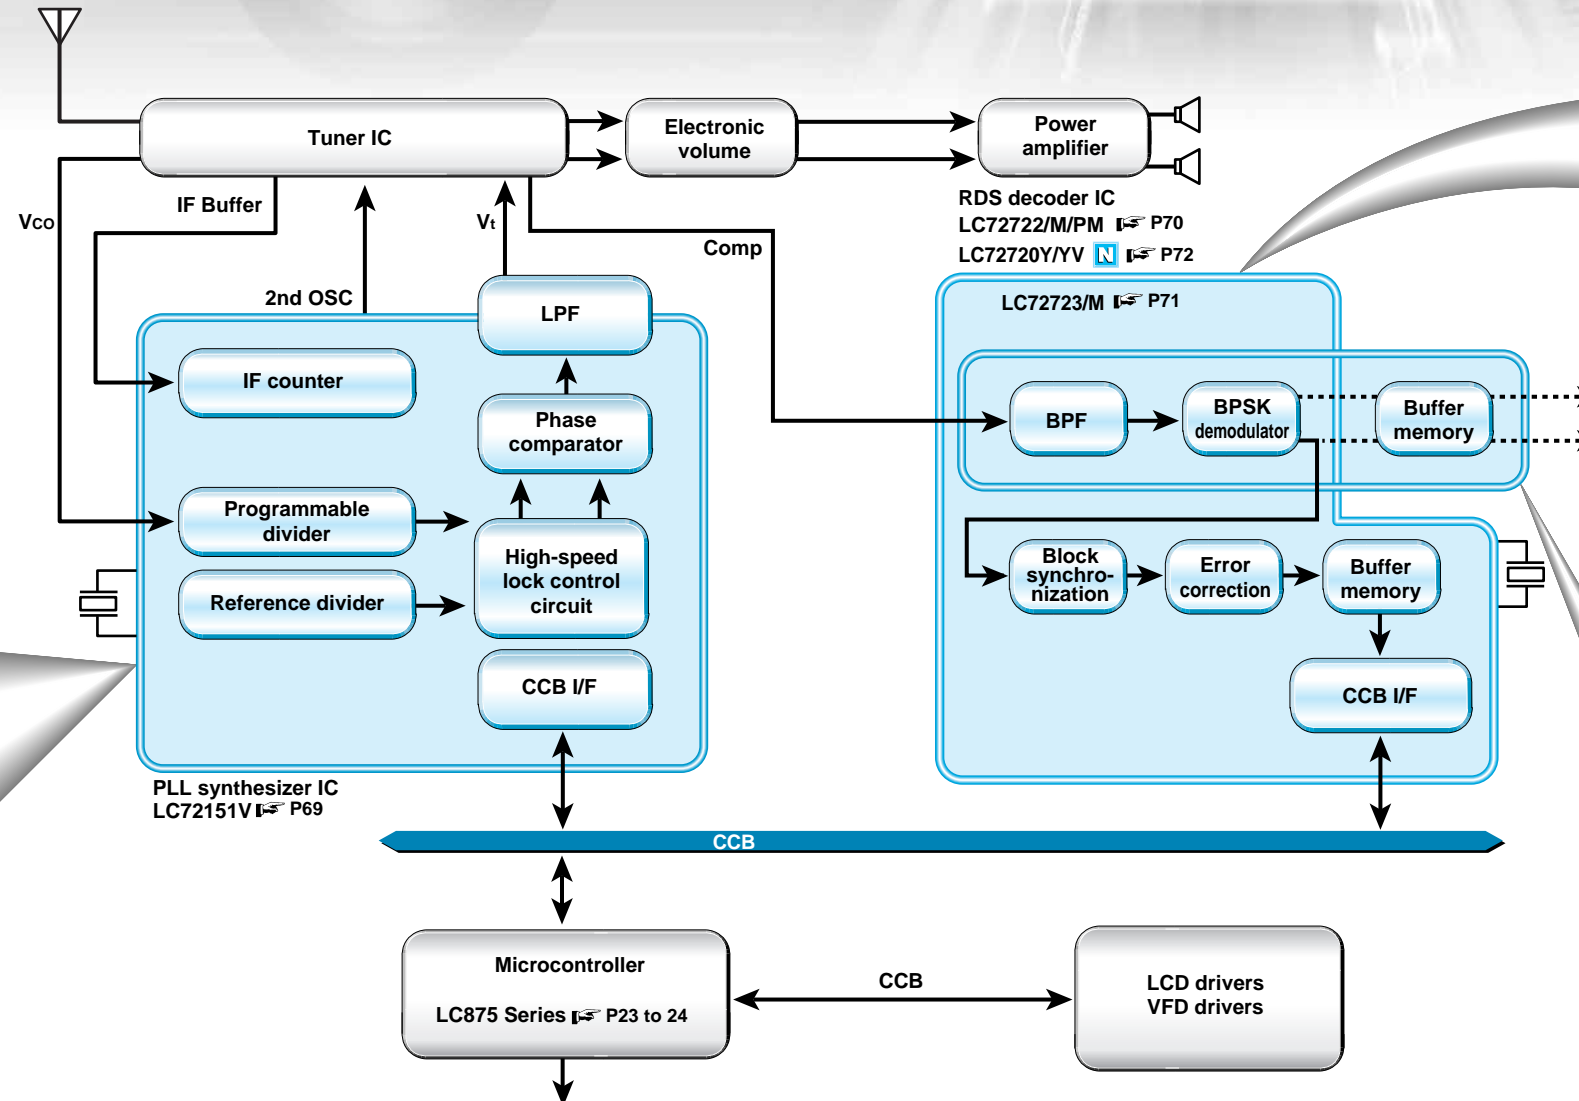 Tuner IC
Electronic
volume
Power
amplifier
IF Buffer
VCO
Vt
Comp
2nd OSC
RDS decoder IC
LC72722/M/PM P70
LC72720Y/YV N P72
LC72723/M P71
LPF
IF counter
Phase
comparator
Programmable
divider
Reference divider
High-speed
lock control
circuit
CCB I/F
PLL synthesizer IC
LC72151V P69
BPF
BPSK
demodulator
Buffer
memory
Block
synchro-
nization
Error
correction
Buffer
memory
CCB I/F
CCB
Microcontroller
LC875 Series P23 to 24
CCB
LCD drivers
VFD drivers